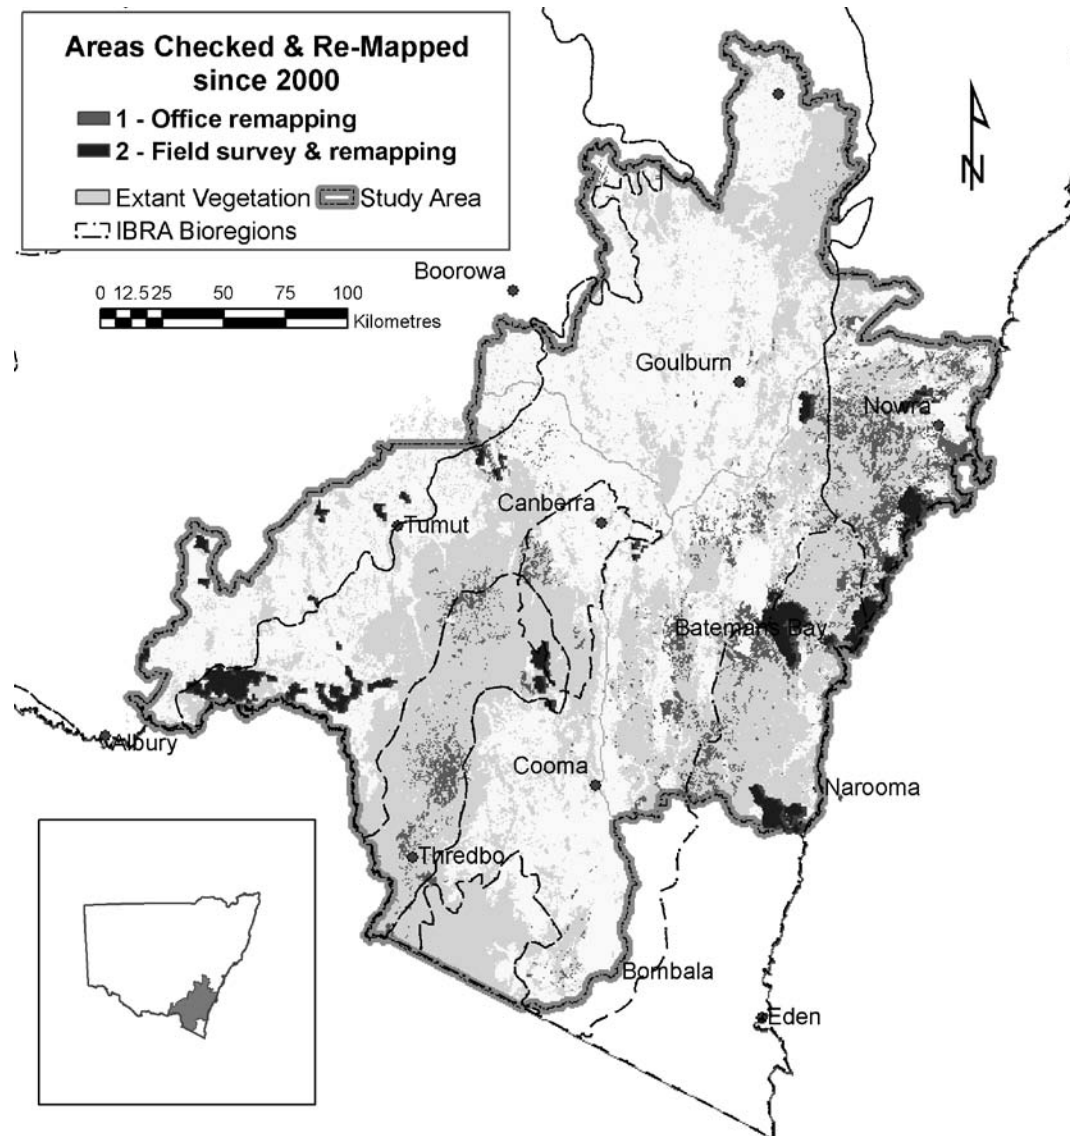 Areas Checked & Re-Mapped
since 2000
1 - Office remapping
2 - Field survey & remapping
Extant Vegetation Study Area
IBRA Bioregions
N
Boorowa
0 12.5 25 50 75 100
Kilometres
Goulburn
Nowra
Canberra
Tumut
Batemans Bay
Albury
Cooma
Narooma
Thredbo
Bombala
Eden